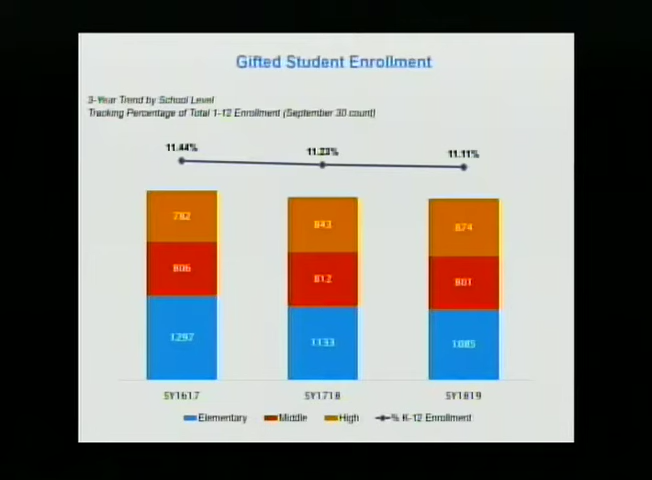 Gifted Student Enrollment
3-Year Trend by School Level
Tracking Percentage of Total 1-12 Enrollment (September 30 count)
11.44% 11.23% 11.11%
782 843 874
806 812 801
1297 1133 1085
SY1617 SY1718 SY1819
Elementary Middle High % K-12 Enrollment